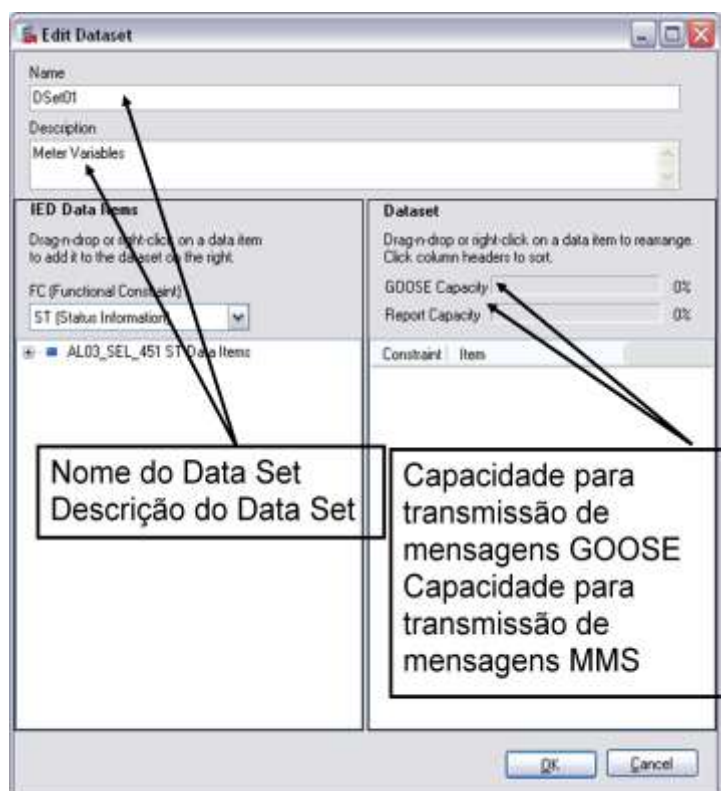 Edit Dataset
Name
DSet01
Description
Meter Variables
IED Data Items
Drag-n-drop or right-click on a data item
to add it to the dataset on the right.
FC (Functional Constraint)
ST (Status Information)
AL03_SEL_451 ST Data Items
Dataset
Drag-n-drop or right-click on a data item to rearrange.
Click column headers to sort.
GOOSE Capacity 0%
Report Capacity 0%
Constraint Item
Nome do Data Set
Descrição do Data Set
Capacidade para
transmissão de
mensagens GOOSE
Capacidade para
transmissão de
mensagens MMS
OK Cancel